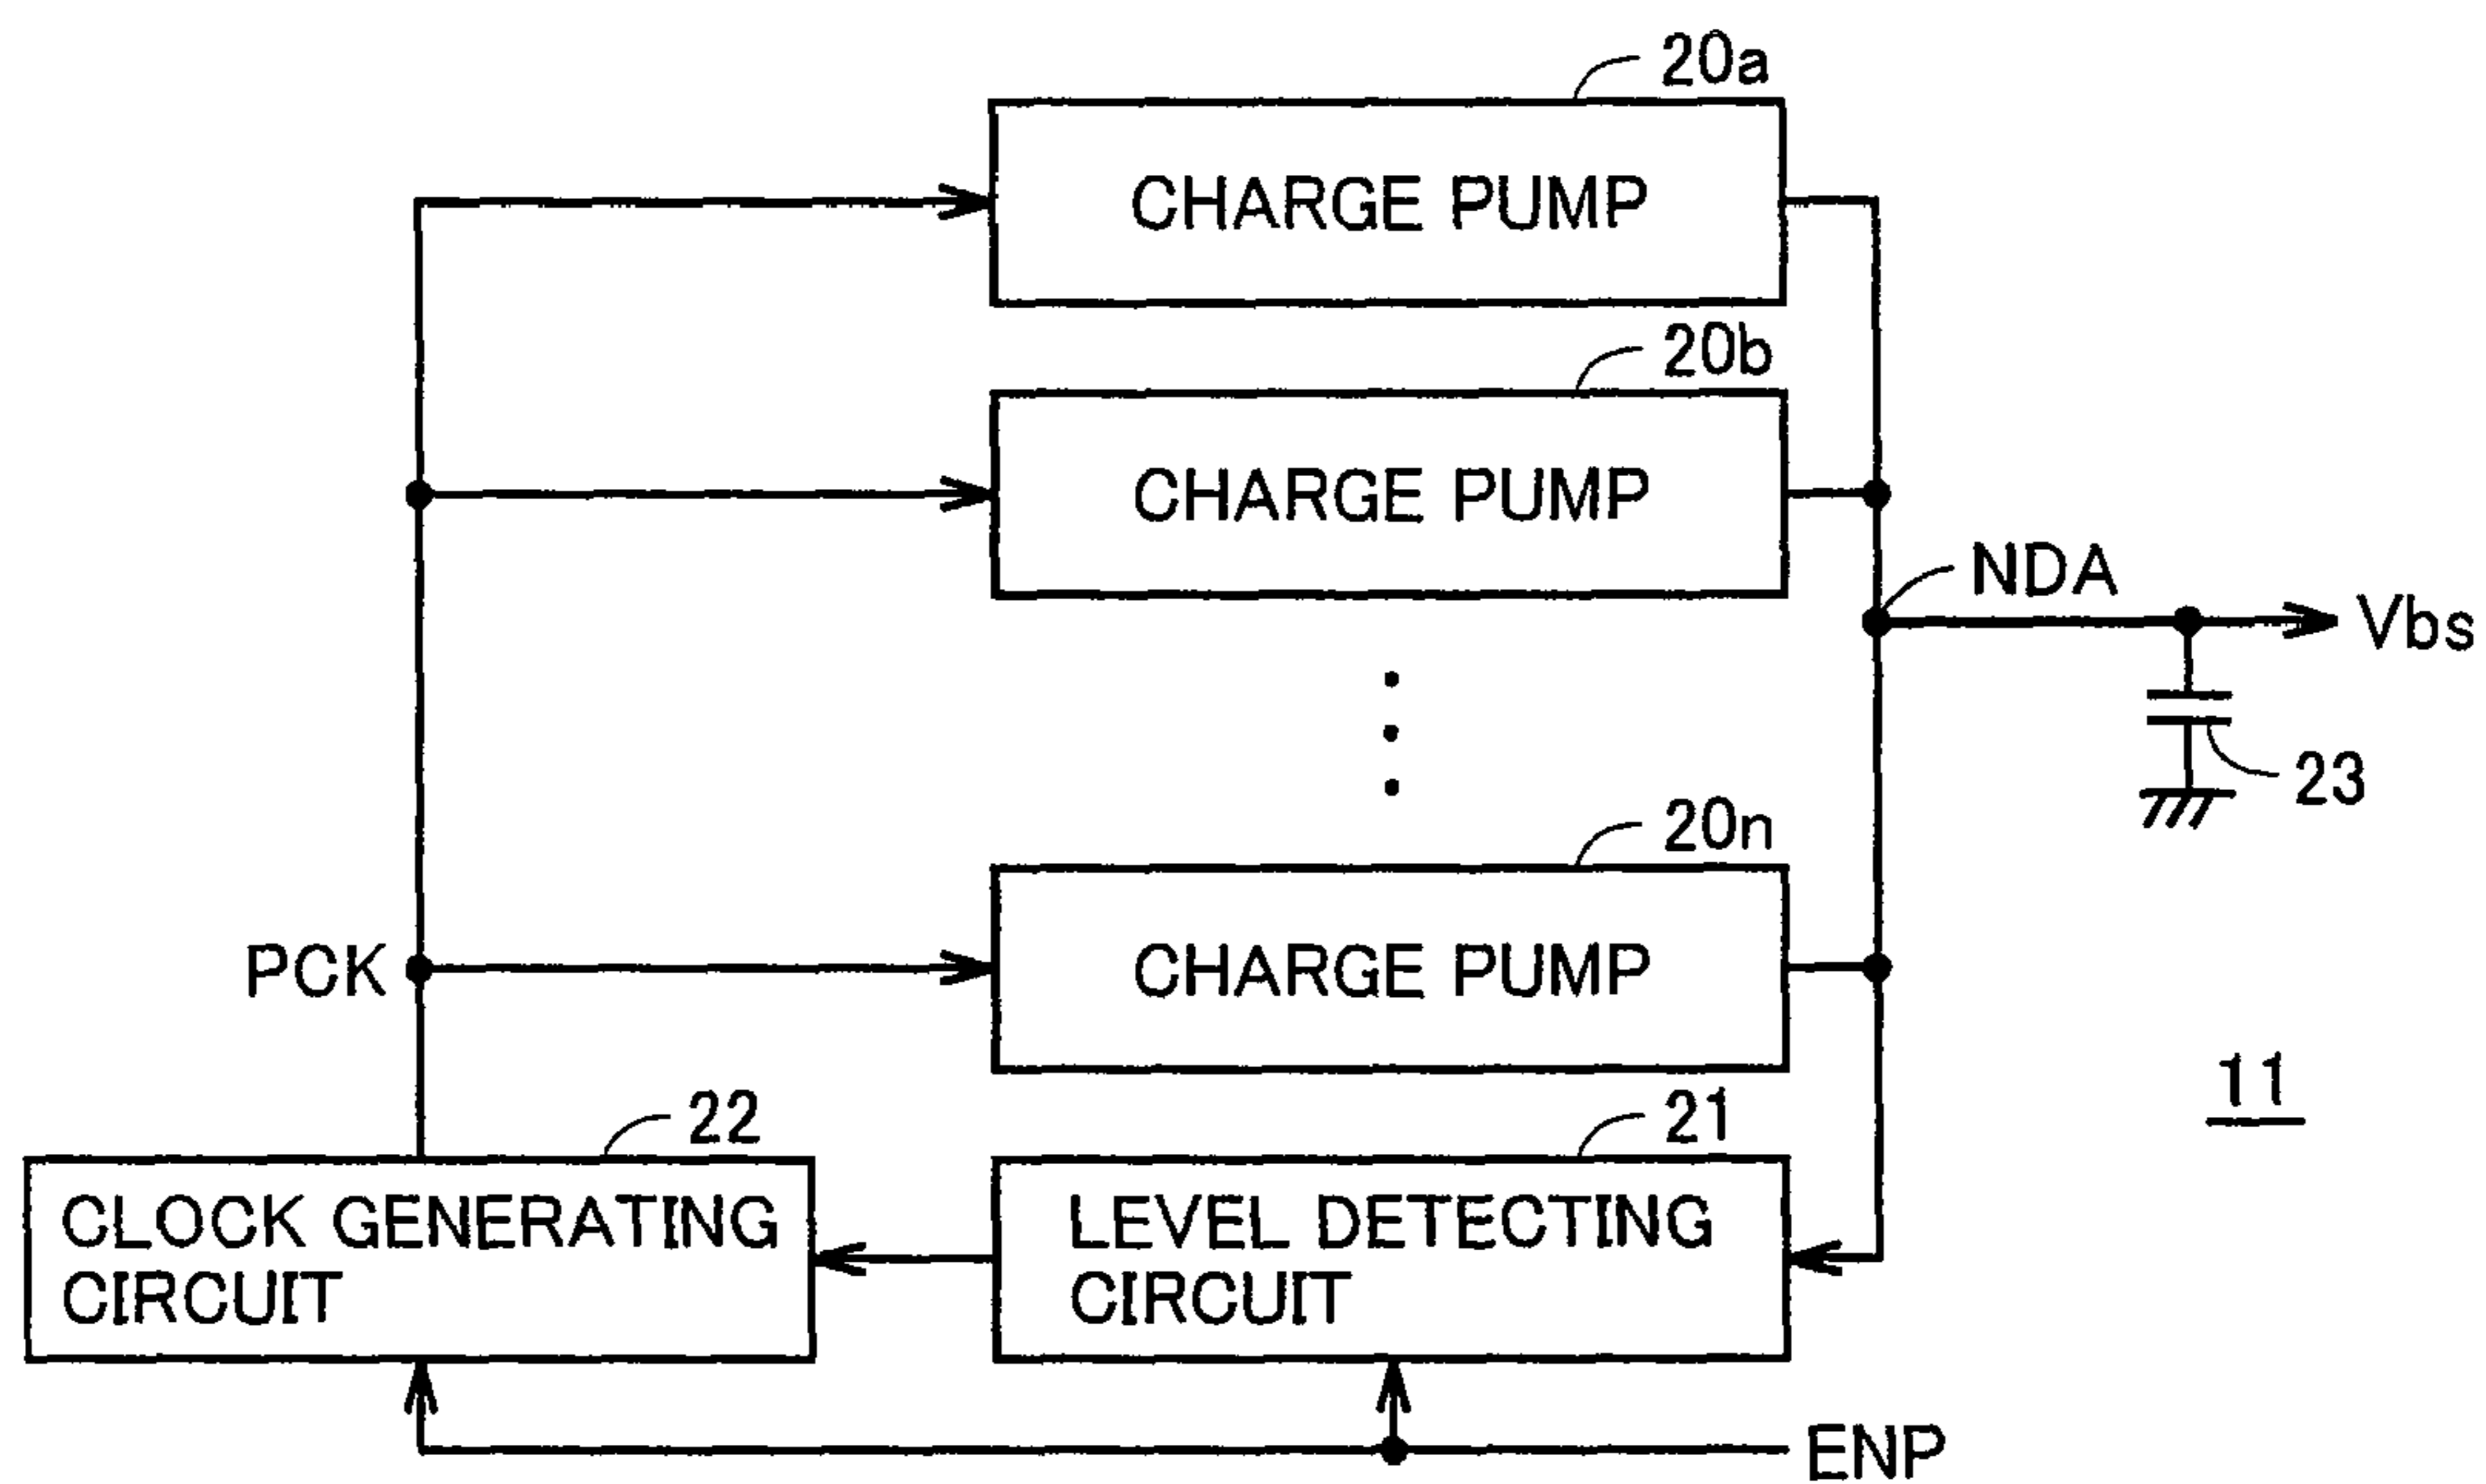 20a
CHARGE PUMP
20b
CHARGE PUMP
NDA
Vbs
23
20n
CHARGE PUMP
PCK
11
22
21
CLOCK GENERATING
CIRCUIT
LEVEL DETECTING
CIRCUIT
ENP